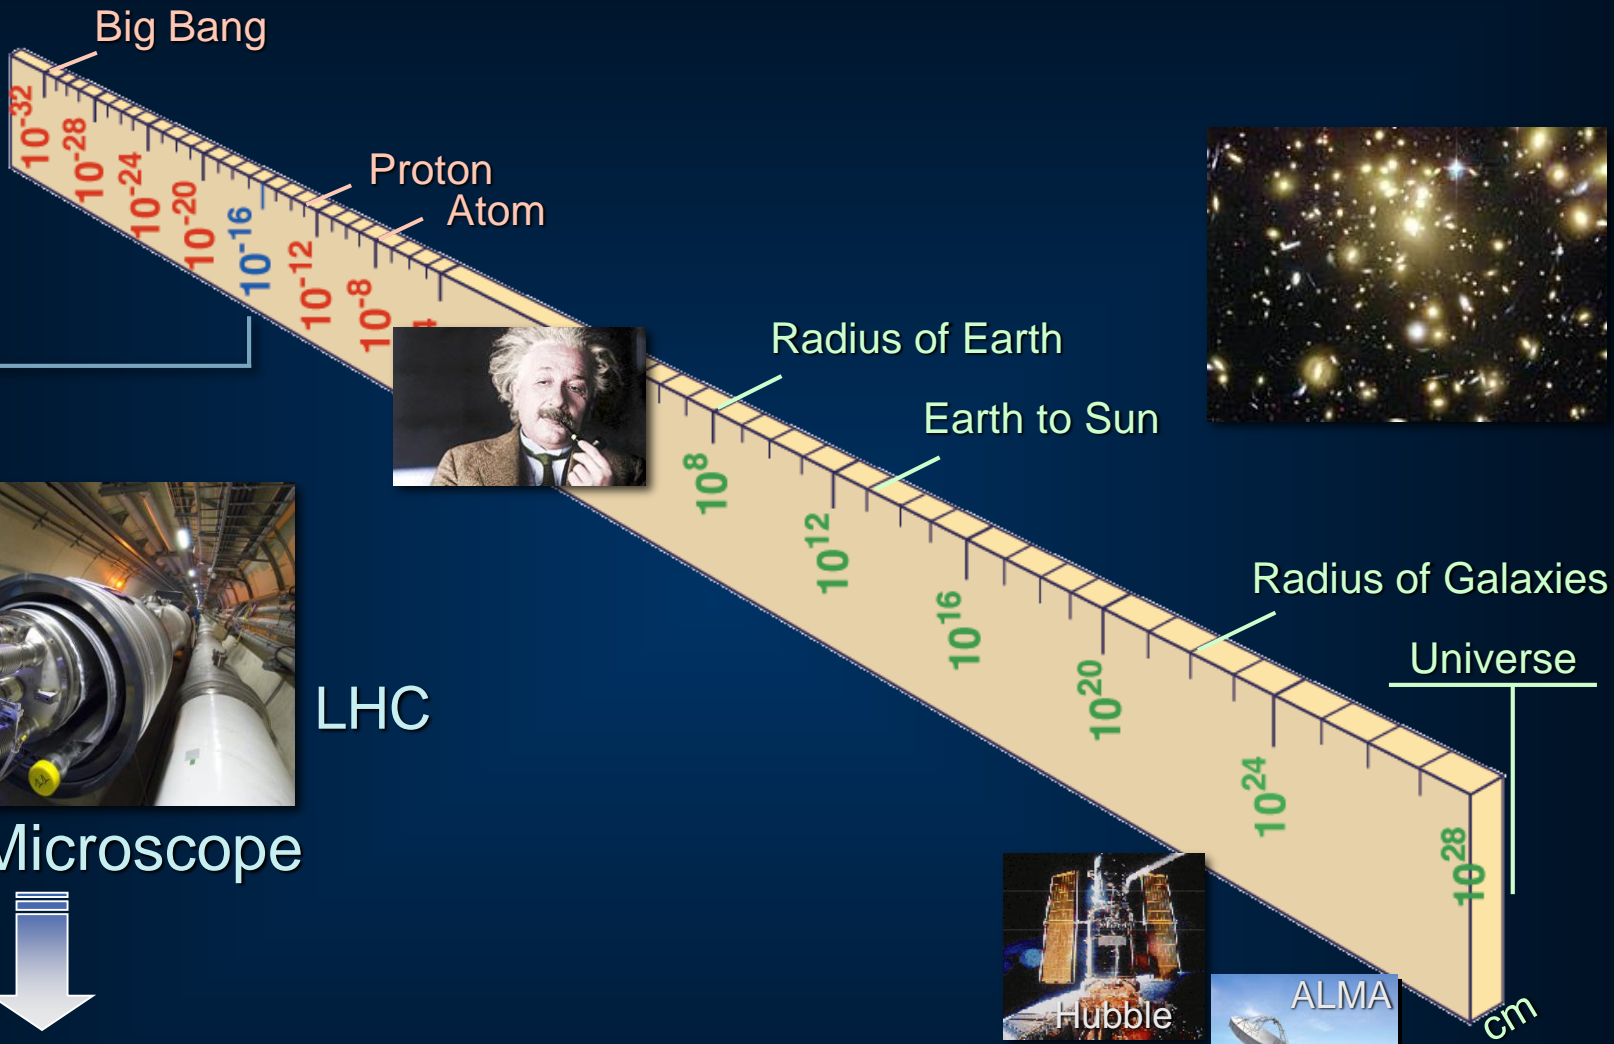 Big Bang
10^-32
10^-28
10^-24
10^-20
10^-16
10^-12
10^-8
Proton
Atom
Radius of Earth
Earth to Sun
10^8
10^12
10^16
10^20
10^24
10^28
Radius of Galaxies
Universe
LHC
Microscope
Hubble
ALMA
cm